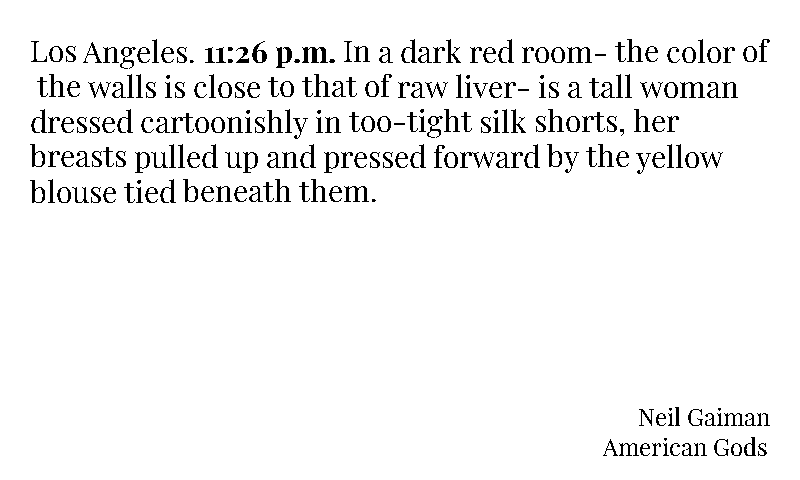 Los Angeles. 11:26 p.m. In a dark red room- the color of
the walls is close to that of raw liver- is a tall woman
dressed cartoonishly in too-tight silk shorts, her
breasts pulled up and pressed forward by the yellow
blouse tied beneath them.
Neil Gaiman
American Gods